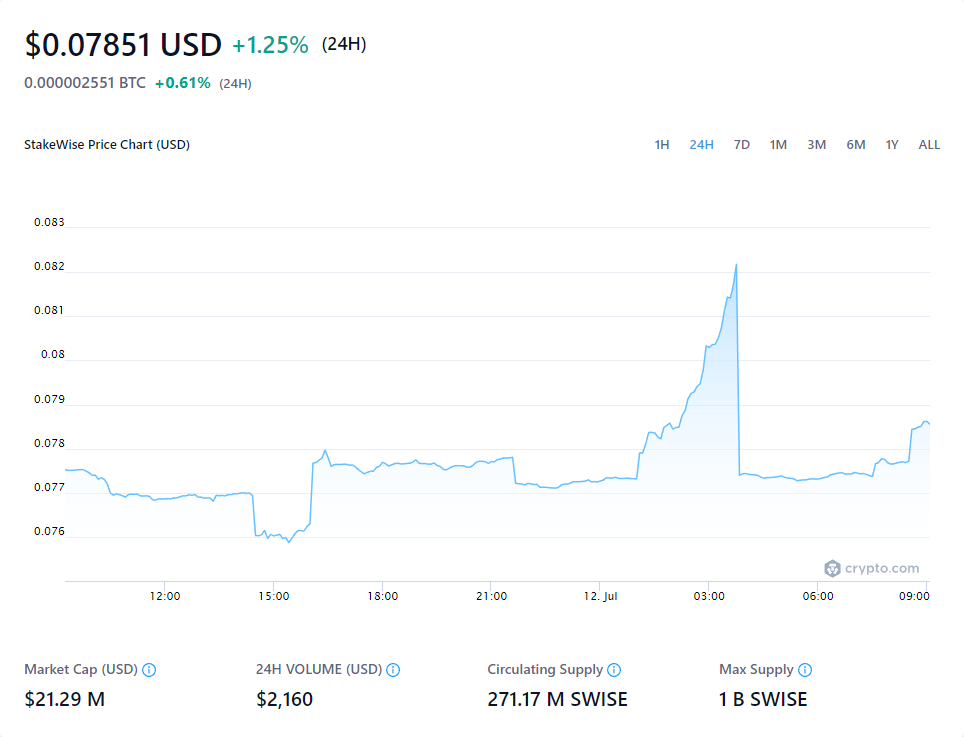 $0.07851 USD +1.25% (24H)
0.000002551 BTC +0.61% (24H)
StakeWise Price Chart (USD) 1H 24H 7D 1M 3M 6M 1Y ALL
0.083
0.082
0.081
0.08
0.079
0.078
0.077
0.076
crypto.com
12:00 15:00 18:00 21:00 12. Jul 03:00 06:00 09:00
Market Cap (USD) 24H VOLUME (USD) Circulating Supply Max Supply
$21.29 M $2,160 271.17 M SWISE 1 B SWISE